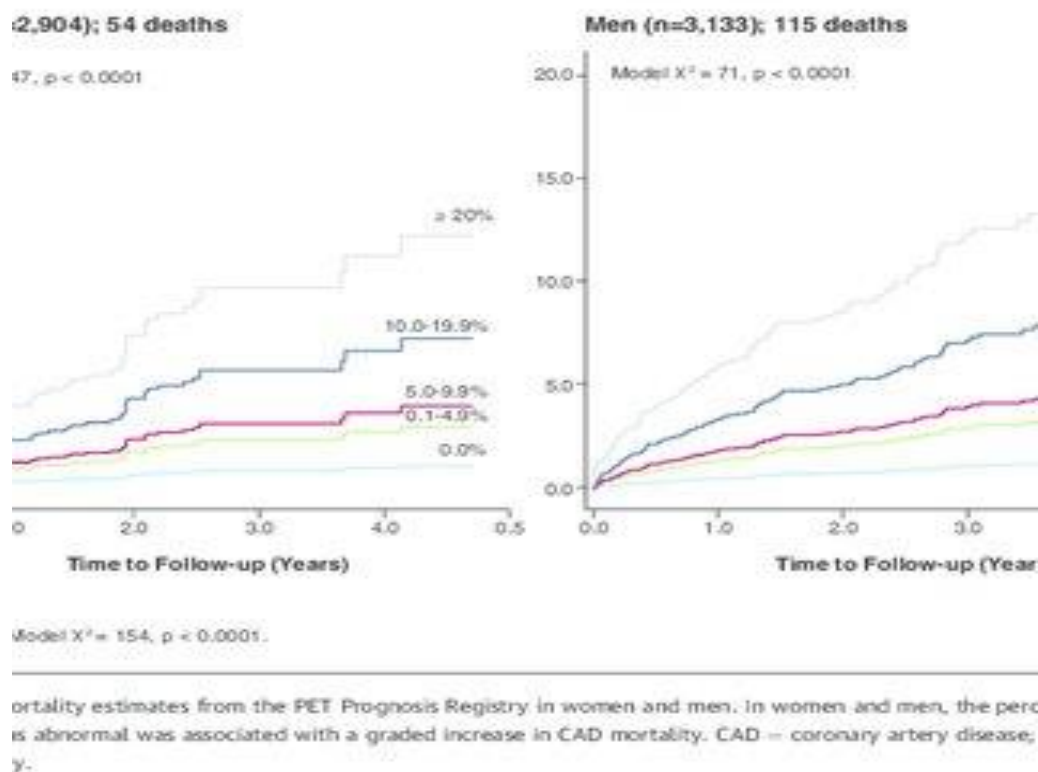 2,904); 54 deaths
47, p < 0.0001
≥ 20%
10.0-19.9%
5.0-9.9%
0.1-4.9%
0.0%
0 2.0 3.0 4.0 0.5
Time to Follow-up (Years)
Men (n=3,133); 115 deaths
Model X² = 71, p < 0.0001
20.0
15.0
10.0
5.0
0.0
0.0 1.0 2.0 3.0
Time to Follow-up (Year
Model X² = 154, p < 0.0001.
ortality estimates from the PET Prognosis Registry in women and men. In women and men, the perc
s abnormal was associated with a graded increase in CAD mortality. CAD – coronary artery disease;
y.